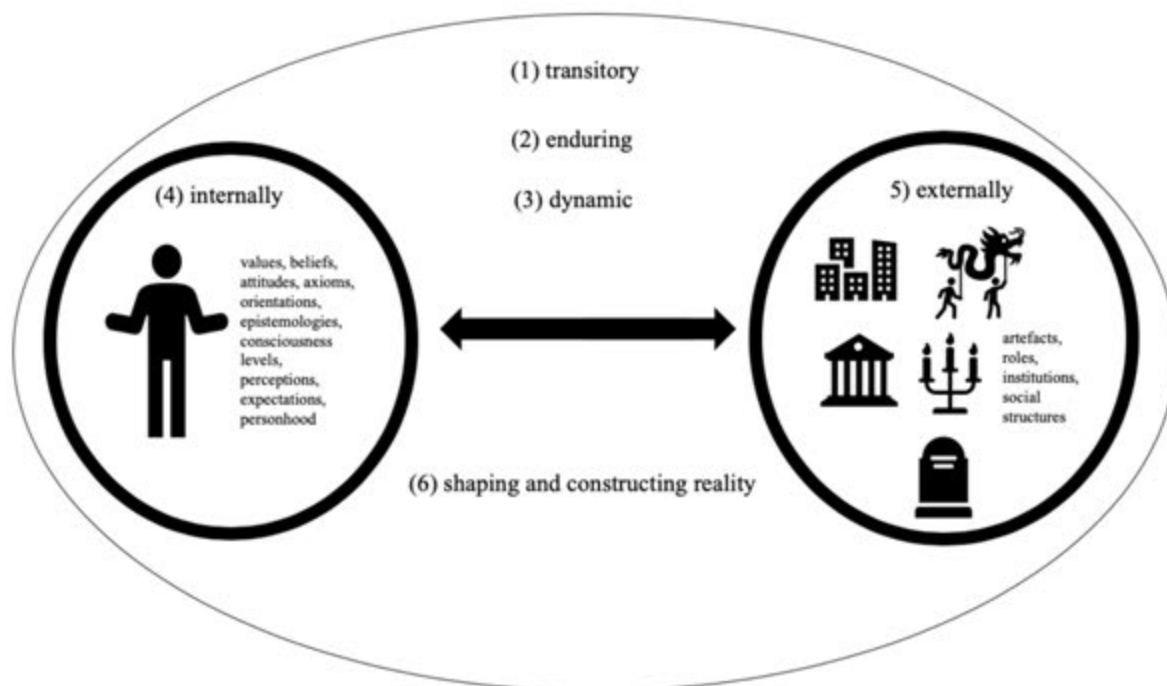 (1) transitory
(2) enduring
(3) dynamic
(4) internally
values, beliefs,
attitudes, axioms,
orientations,
epistemologies,
consciousness
levels,
perceptions,
expectations,
personhood
5) externally
artefacts,
roles,
institutions,
social
structures
(6) shaping and constructing reality